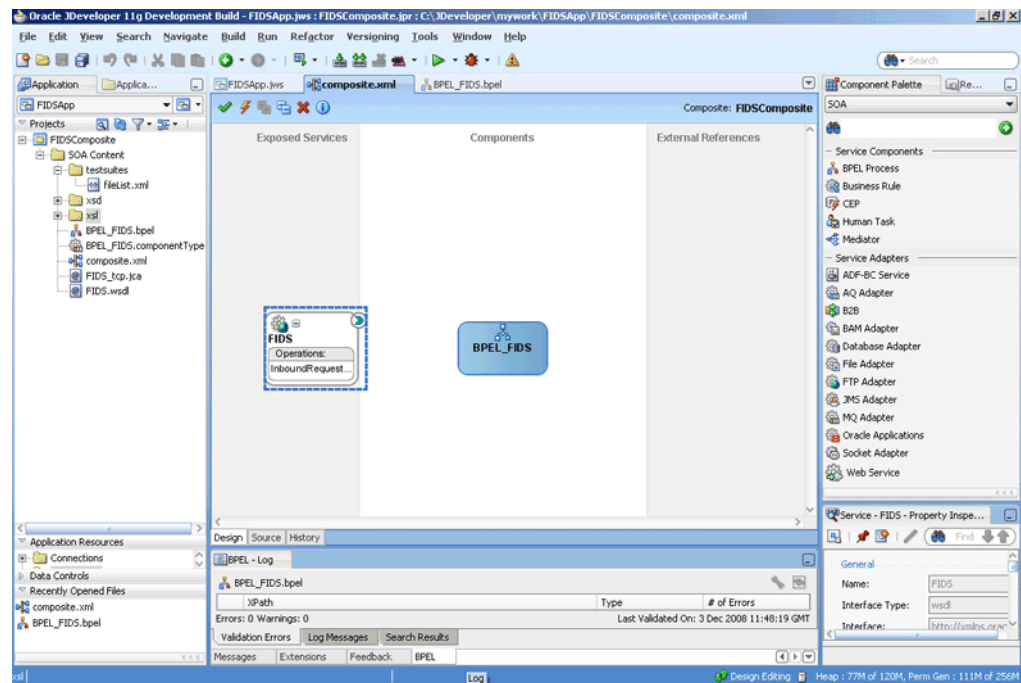 Oracle JDeveloper 11g Development Build - FIDSApp.jws : FIDSComposite.jpr : C:\JDeveloper\mywork\FIDSApp\FIDSComposite\composite.xml
File Edit View Search Navigate Build Run Refactor Versioning Tools Window Help
Search
Application Applica...
FIDSApp
Projects
FIDSComposite
SOA Content
testsuites
fileList.xml
xsd
xsl
BPEL_FIDS.bpel
BPEL_FIDS.componentType
composite.xml
FIDS_tcp.jca
FIDS.wsdl
Application Resources
Connections
Data Controls
Recently Opened Files
composite.xml
BPEL_FIDS.bpel
FIDSApp.jws composite.xml BPEL_FIDS.bpel
Composite: FIDSComposite
Exposed Services Components External References
FIDS
Operations:
InboundRequest...
BPEL_FIDS
Design Source History
BPEL - Log
BPEL_FIDS.bpel
XPath Type # of Errors
Errors: 0 Warnings: 0 Last Validated On: 3 Dec 2008 11:48:19 GMT
Validation Errors Log Messages Search Results
Messages Extensions Feedback BPEL
Component Palette Re...
SOA
Service Components
BPEL Process
Business Rule
CEP
Human Task
Mediator
Service Adapters
ADF-BC Service
AQ Adapter
B2B
BAM Adapter
Database Adapter
File Adapter
FTP Adapter
JMS Adapter
MQ Adapter
Oracle Applications
Socket Adapter
Web Service
Service - FIDS - Property Inspe...
Find
General
Name: FIDS
Interface Type: wsdl
Interface: http://xmlns.orac
xsl Log Design Editing Heap : 77M of 120M, Perm Gen : 111M of 256M